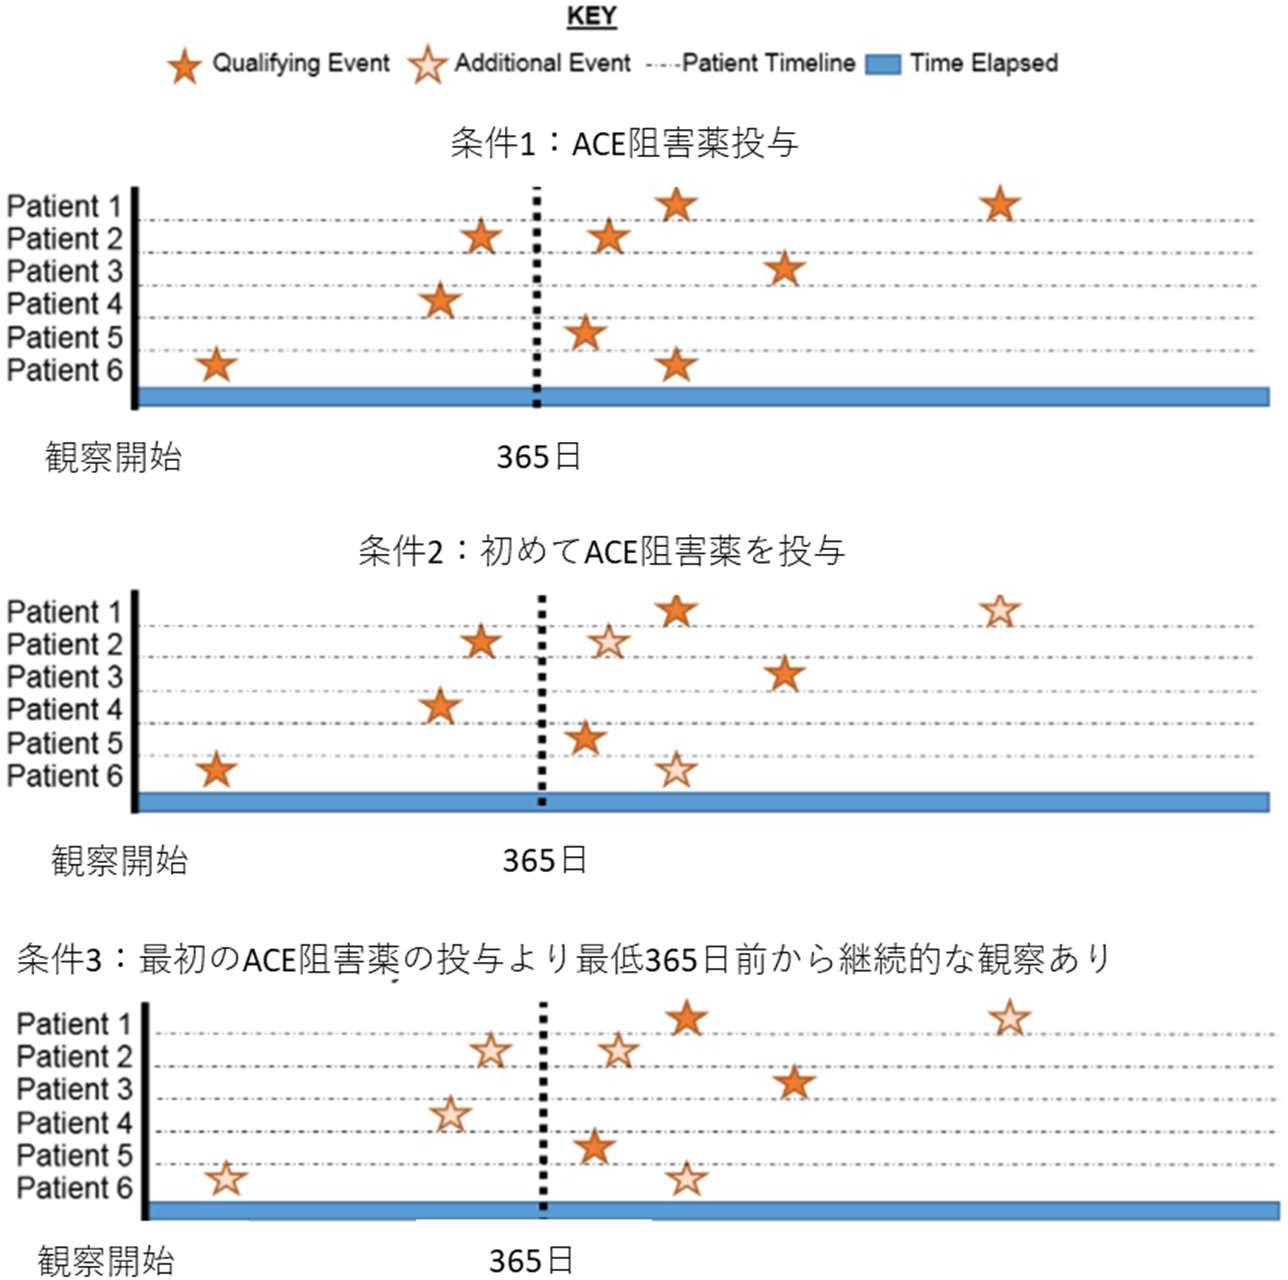 KEY
Qualifying Event Additional Event Patient Timeline Time Elapsed
条件1：ACE阻害薬投与
Patient 1
Patient 2
Patient 3
Patient 4
Patient 5
Patient 6
観察開始 365日
条件2：初めてACE阻害薬を投与
Patient 1
Patient 2
Patient 3
Patient 4
Patient 5
Patient 6
観察開始 365日
条件3：最初のACE阻害薬の投与より最低365日前から継続的な観察あり
Patient 1
Patient 2
Patient 3
Patient 4
Patient 5
Patient 6
観察開始 365日